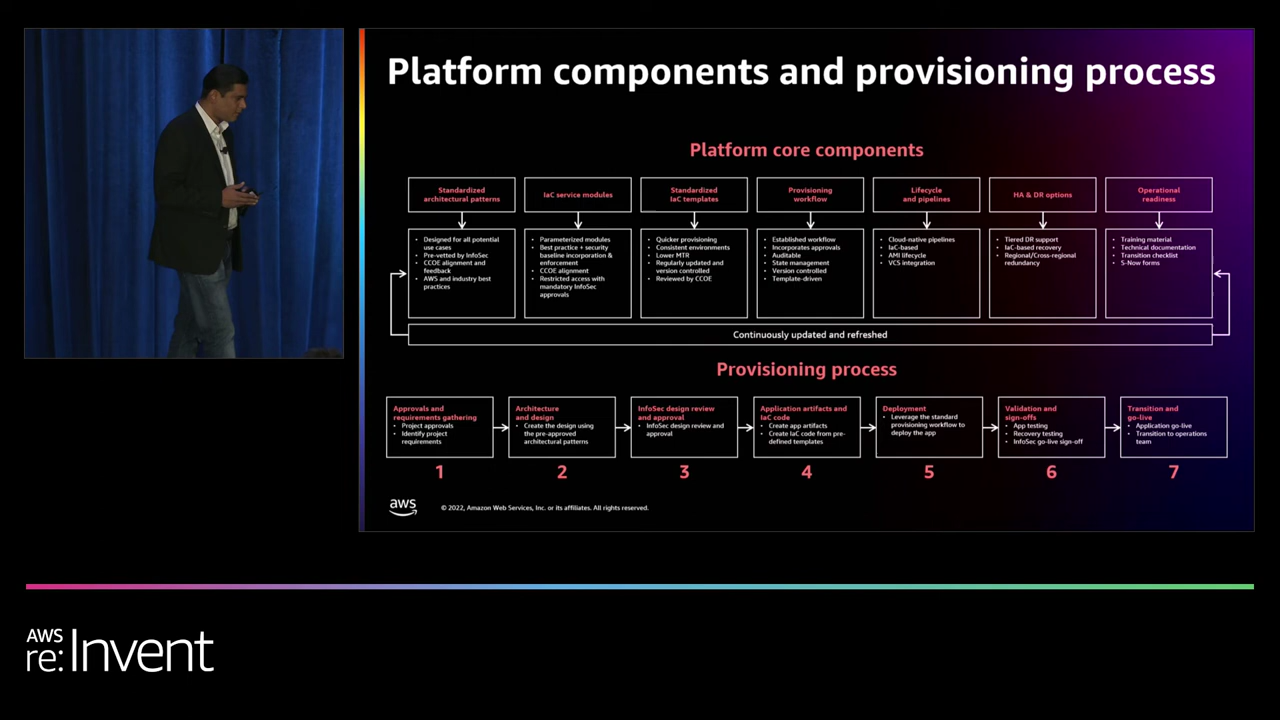 Platform components and provisioning process
Platform core components
Standardized
architectural patterns
IaC service modules
Standardized
IaC templates
Provisioning
workflow
Lifecycle
and pipelines
HA & DR options
Operational
readiness
• Designed for all potential
use cases
• Pre-vetted by InfoSec
• CCOE alignment and
feedback
• AWS and industry best
practices
• Parameterized modules
• Best practice + security
baseline incorporation &
enforcement
• CCOE alignment
• Restricted access with
mandatory InfoSec
approvals
• Quicker provisioning
• Consistent environments
• Lower MTR
• Regularly updated and
version controlled
• Reviewed by CCOE
• Established workflow
• Incorporates approvals
• Auditable
• State management
• Version controlled
• Template-driven
• Cloud-native pipelines
• IaC-based
• AMI lifecycle
• VCS integration
• Tiered DR support
• IaC-based recovery
• Regional/Cross-regional
redundancy
• Training material
• Technical documentation
• Transition checklist
• S-Now forms
Continuously updated and refreshed
Provisioning process
Approvals and
requirements gathering
• Project approvals
• Identify project
requirements
Architecture
and design
• Create the design using
the pre-approved
architectural patterns
InfoSec design review
and approval
• InfoSec design review and
approval
Application artifacts and
IaC code
• Create app artifacts
• Create IaC code from pre-
defined templates
Deployment
• Leverage the standard
provisioning workflow to
deploy the app
Validation and
sign-offs
• App testing
• Recovery testing
• InfoSec go-live sign-off
Transition and
go-live
• Application go-live
• Transition to operations
team
1
2
3
4
5
6
7
aws
© 2022, Amazon Web Services, Inc. or its affiliates. All rights reserved.
AWS
re:Invent